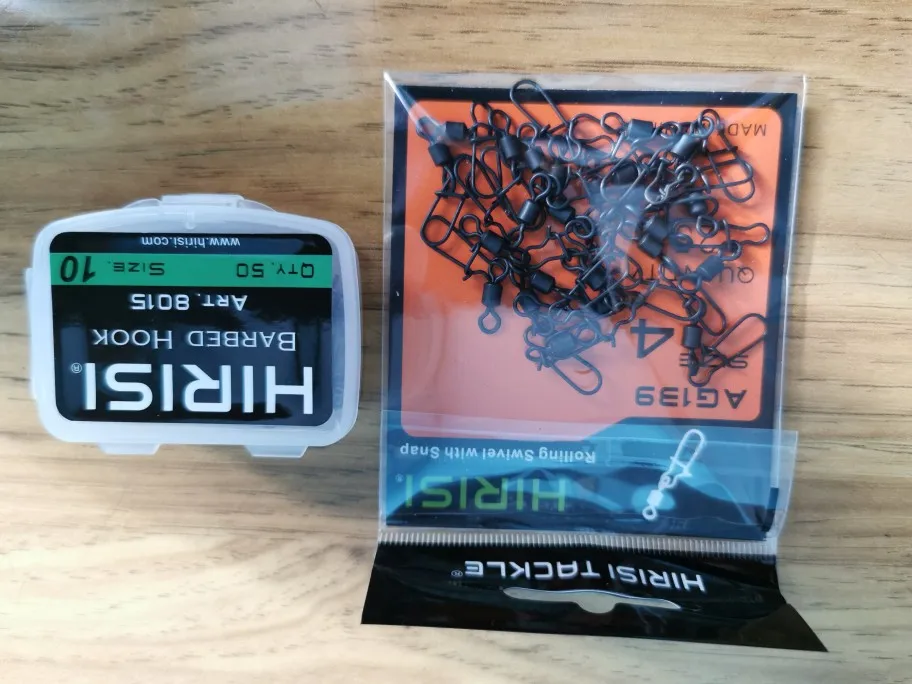 HIRISI®
BARBED HOOK
ART. 8015
QTY. 50 SIZE. 10
www.hirisi.com
HIRISI TACKLE®
HIRISI®
Rolling Swivel with Snap
AG139
SIZE 4